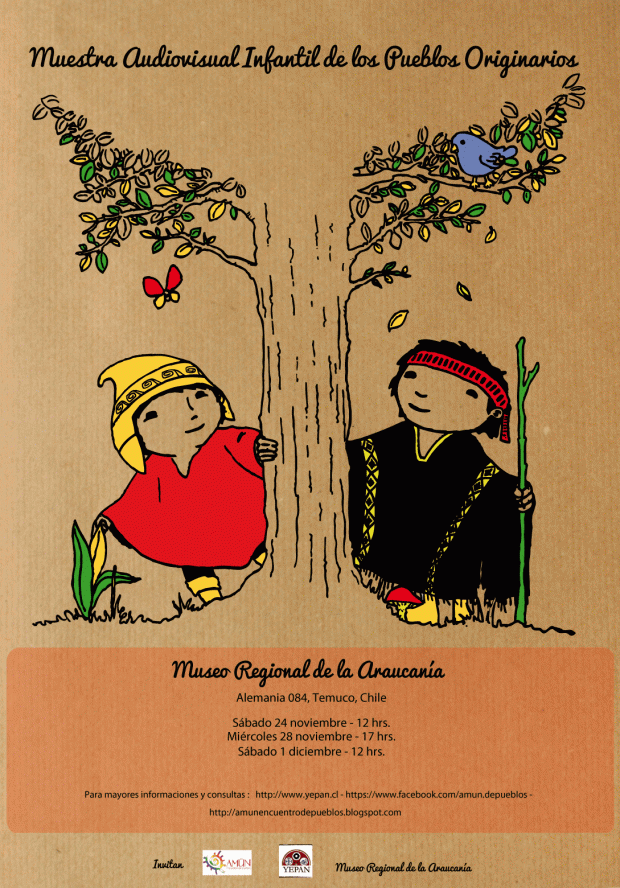 Muestra Audiovisual Infantil de los Pueblos Originarios
Museo Regional de la Araucanía
Alemania 084, Temuco, Chile
Sábado 24 noviembre - 12 hrs.
Miércoles 28 noviembre - 17 hrs.
Sábado 1 diciembre - 12 hrs.
Para mayores informaciones y consultas : http://www.yepan.cl - https://www.facebook.com/amun.depueblos -
http://amunencuentrodepueblos.blogspot.com
Invitan AMÜN YEPAN Museo Regional de la Araucanía